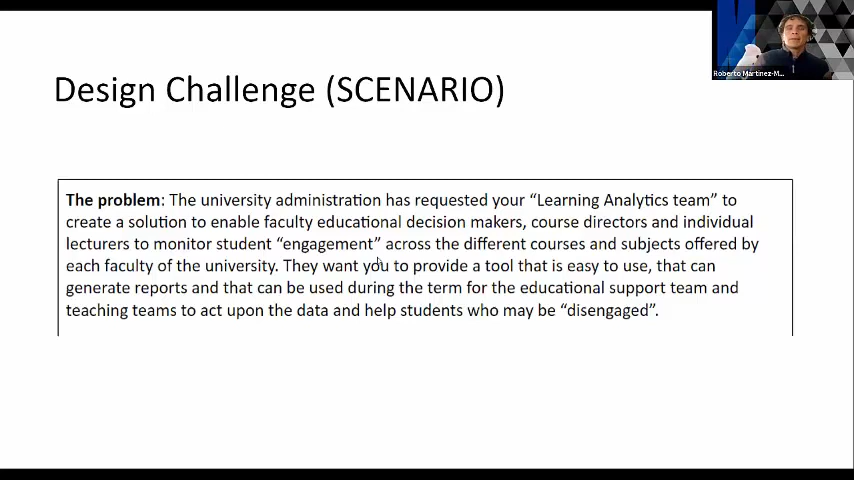 Roberto Martinez-M...
Design Challenge (SCENARIO)
The problem: The university administration has requested your “Learning Analytics team” to
create a solution to enable faculty educational decision makers, course directors and individual
lecturers to monitor student “engagement” across the different courses and subjects offered by
each faculty of the university. They want you to provide a tool that is easy to use, that can
generate reports and that can be used during the term for the educational support team and
teaching teams to act upon the data and help students who may be “disengaged”.